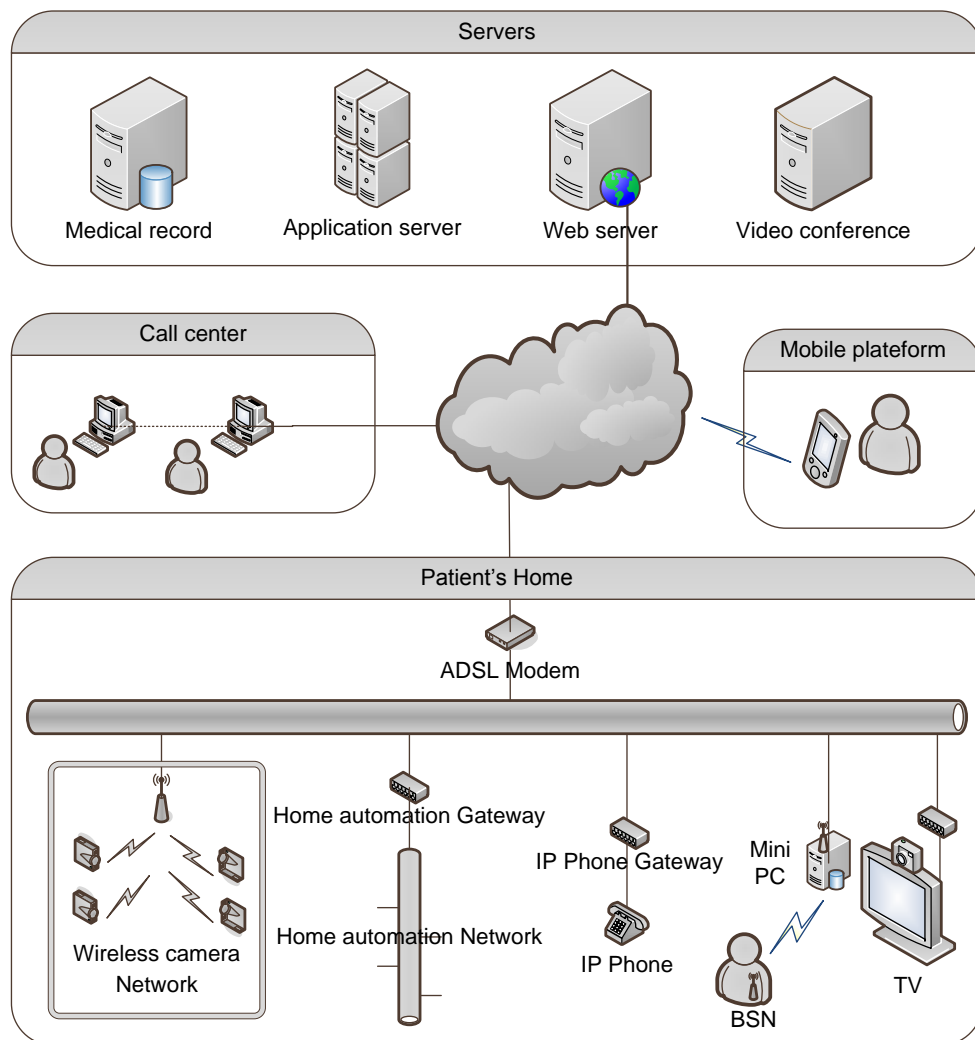 Servers
Medical record
Application server
Web server
Video conference
Call center
Mobile plateform
Patient's Home
ADSL Modem
Home automation Gateway
IP Phone Gateway
Mini
PC
Home automation Network
Wireless camera
Network
IP Phone
BSN
TV